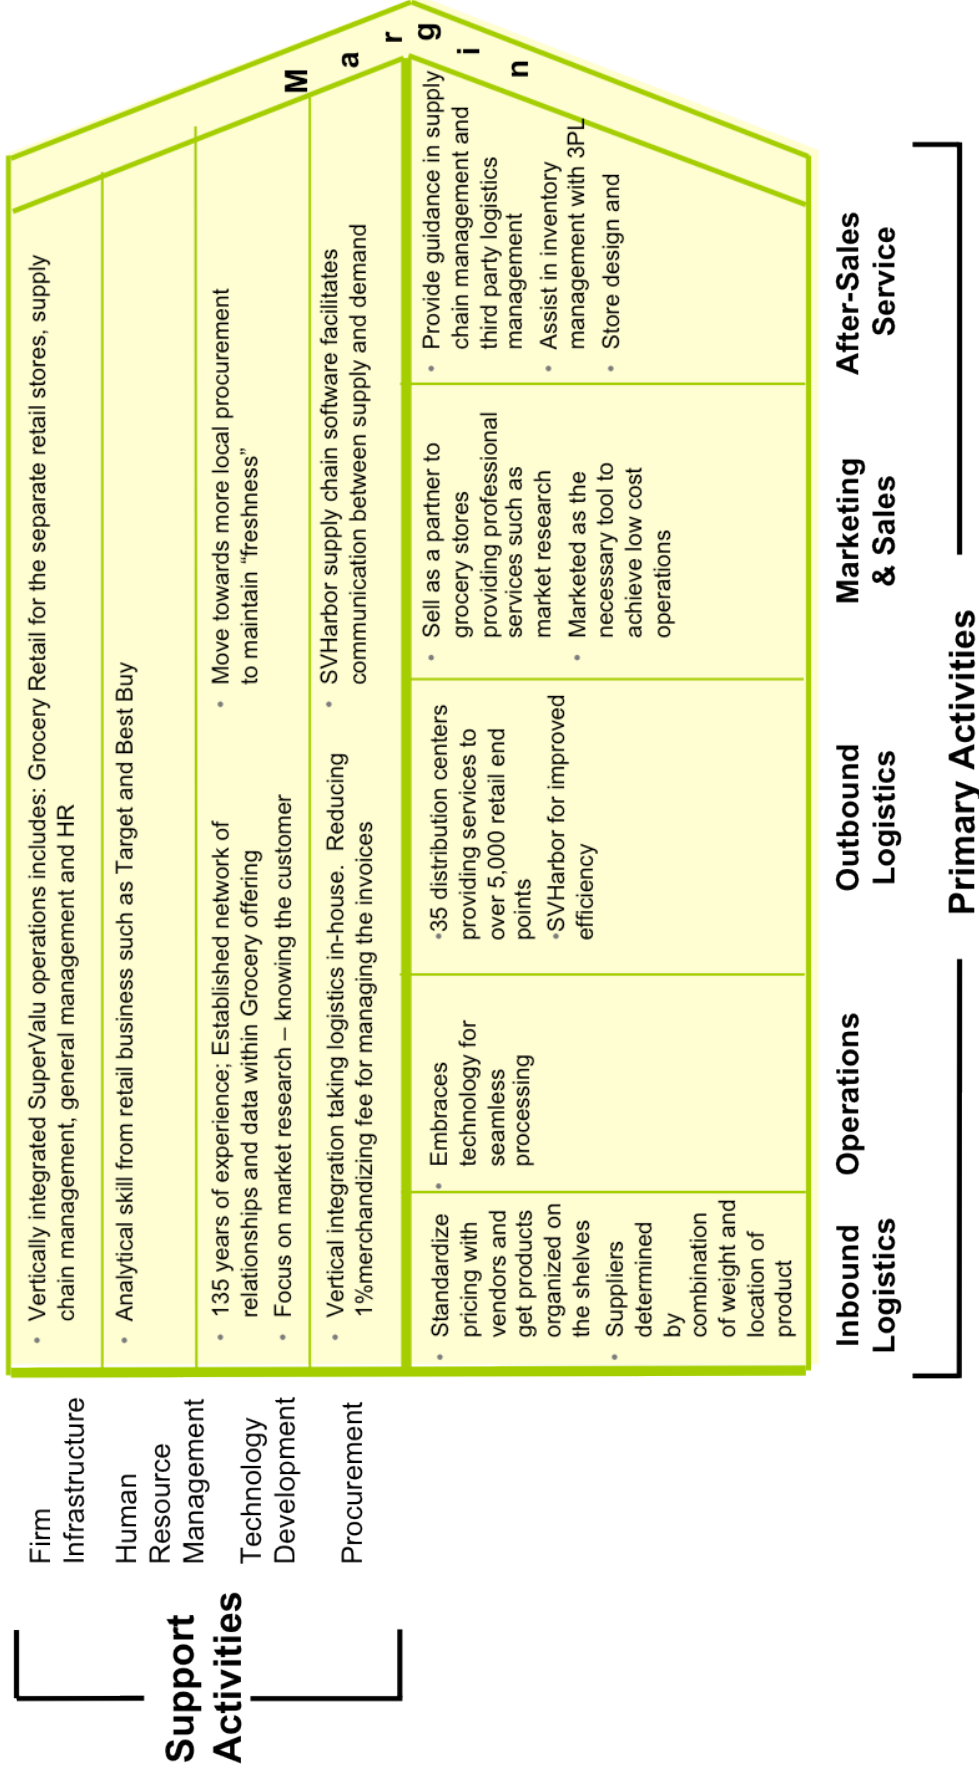 Support
Activities
Firm
Infrastructure
• Vertically integrated SuperValu operations includes: Grocery Retail for the separate retail stores, supply
chain management, general management and HR
Human
Resource
Management
• Analytical skill from retail business such as Target and Best Buy
Technology
Development
• 135 years of experience; Established network of
relationships and data within Grocery offering
• Focus on market research – knowing the customer
• Move towards more local procurement
to maintain “freshness”
Procurement
• Vertical integration taking logistics in-house. Reducing
1%merchandizing fee for managing the invoices
• SVHarbor supply chain software facilitates
communication between supply and demand
M
a
r
g
i
n
• Standardize
pricing with
vendors and
get products
organized on
the shelves
• Suppliers
determined
by
combination
of weight and
location of
product
• Embraces
technology for
seamless
processing
•35 distribution centers
providing services to
over 5,000 retail end
points
•SVHarbor for improved
efficiency
• Sell as a partner to
grocery stores
providing professional
services such as
market research
• Marketed as the
necessary tool to
achieve low cost
operations
• Provide guidance in supply
chain management and
third party logistics
management
• Assist in inventory
management with 3PL
• Store design and
Inbound
Logistics
Operations
Outbound
Logistics
Marketing
& Sales
After-Sales
Service
Primary Activities